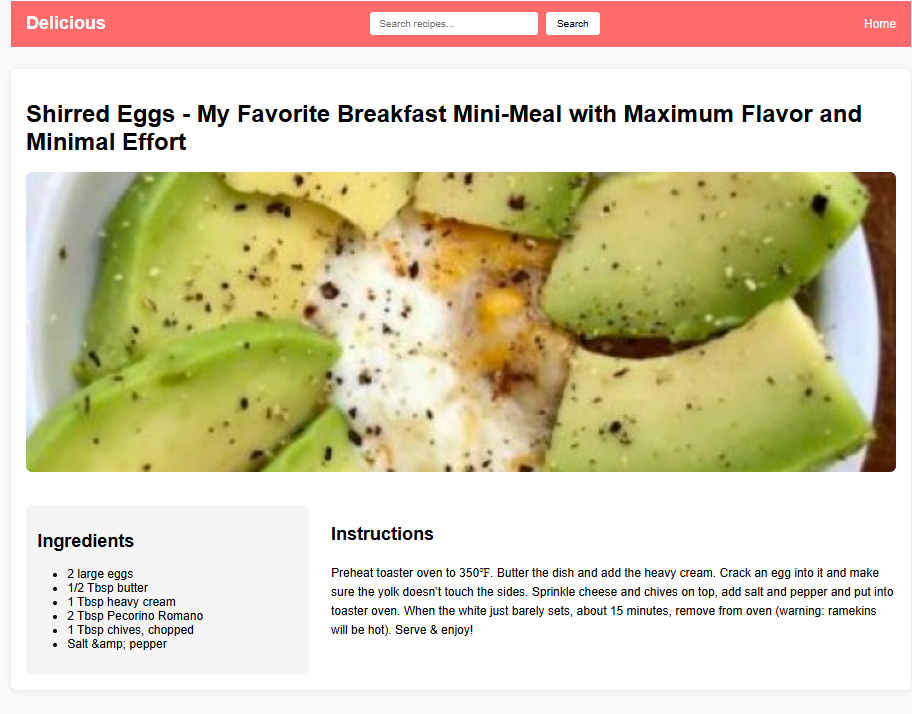 Delicious
Search recipes...
Search
Home
Shirred Eggs - My Favorite Breakfast Mini-Meal with Maximum Flavor and
Minimal Effort
Ingredients
2 large eggs
1/2 Tbsp butter
1 Tbsp heavy cream
2 Tbsp Pecorino Romano
1 Tbsp chives, chopped
Salt &amp; pepper
Instructions
Preheat toaster oven to 350°F. Butter the dish and add the heavy cream. Crack an egg into it and make
sure the yolk doesn't touch the sides. Sprinkle cheese and chives on top, add salt and pepper and put into
toaster oven. When the white just barely sets, about 15 minutes, remove from oven (warning: ramekins
will be hot). Serve & enjoy!